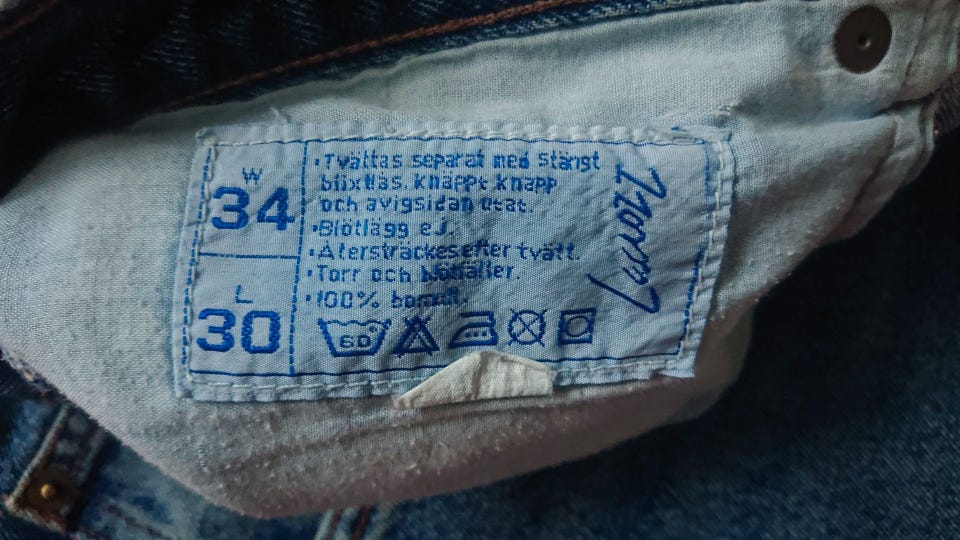 W
34
L
30
•Tvättas separat med stängt
blixtlås. knäppt knapp
och avigsidan utåt.
•Blötlägg ej.
•Återsträckes efter tvätt.
•Torr och blodfäller.
•100% bomull.
60